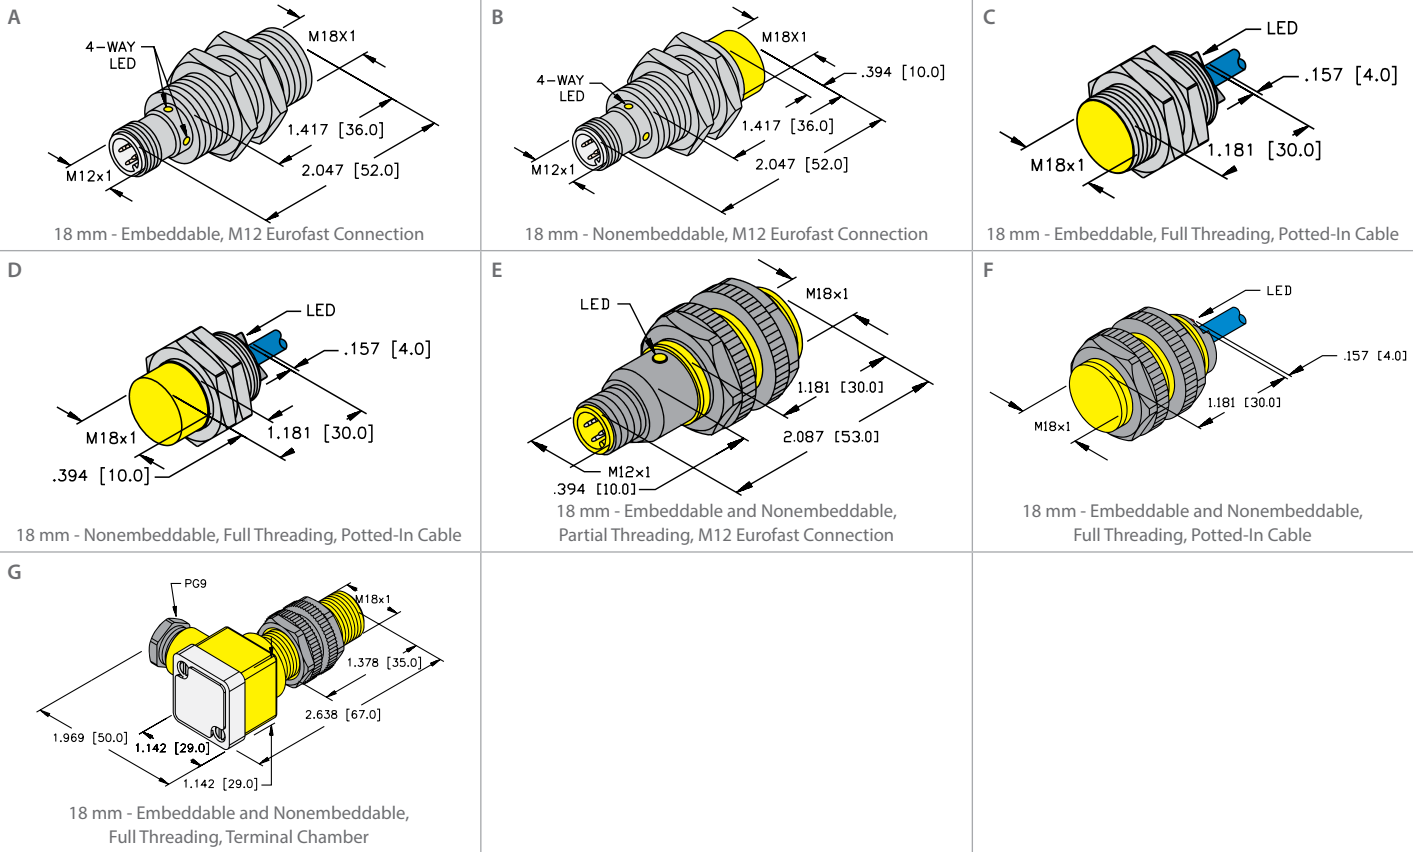 A
4-WAY
LED
M18X1
1.417 [36.0]
2.047 [52.0]
M12x1
18 mm - Embeddable, M12 Eurofast Connection
B
M18X1
.394 [10.0]
4-WAY
LED
1.417 [36.0]
2.047 [52.0]
M12x1
18 mm - Nonembeddable, M12 Eurofast Connection
C
LED
.157 [4.0]
1.181 [30.0]
M18x1
18 mm - Embeddable, Full Threading, Potted-In Cable
D
LED
.157 [4.0]
M18x1
1.181 [30.0]
.394 [10.0]
18 mm - Nonembeddable, Full Threading, Potted-In Cable
E
LED
M18x1
1.181 [30.0]
2.087 [53.0]
M12x1
.394 [10.0]
18 mm - Embeddable and Nonembeddable,
Partial Threading, M12 Eurofast Connection
F
LED
.157 [4.0]
1.181 [30.0]
M18x1
18 mm - Embeddable and Nonembeddable,
Full Threading, Potted-In Cable
G
PG9
M18x1
1.378 [35.0]
2.638 [67.0]
1.969 [50.0]
1.142 [29.0]
1.142 [29.0]
18 mm - Embeddable and Nonembeddable,
Full Threading, Terminal Chamber